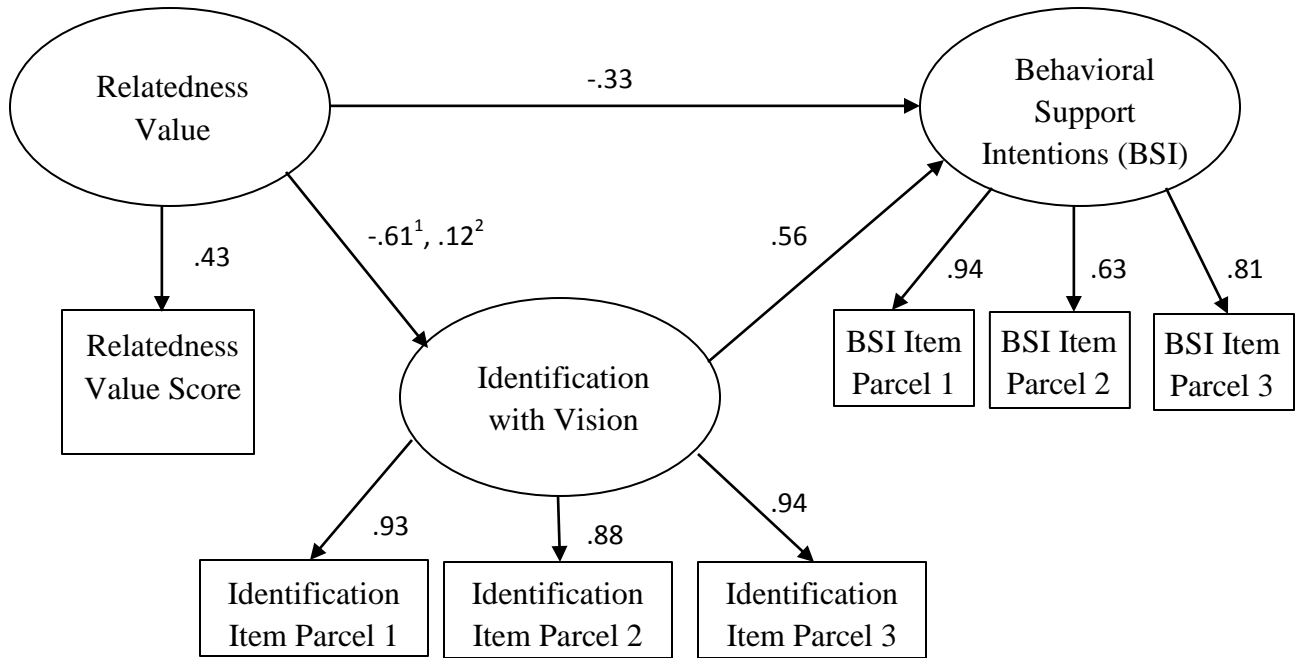 Relatedness
Value
-.33
Behavioral
Support
Intentions (BSI)
.43
-.61¹, .12²
.56
.94
.63
.81
Relatedness
Value Score
Identification
with Vision
BSI Item
Parcel 1
BSI Item
Parcel 2
BSI Item
Parcel 3
.93
.88
.94
Identification
Item Parcel 1
Identification
Item Parcel 2
Identification
Item Parcel 3